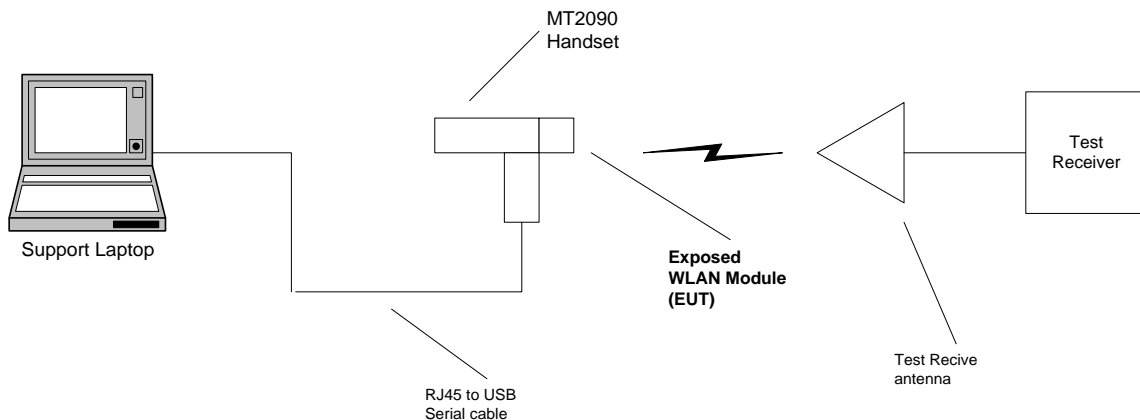 MT2090
Handset
Test
Receiver
Support Laptop
Exposed
WLAN Module
(EUT)
Test Recive
antenna
RJ45 to USB
Serial cable